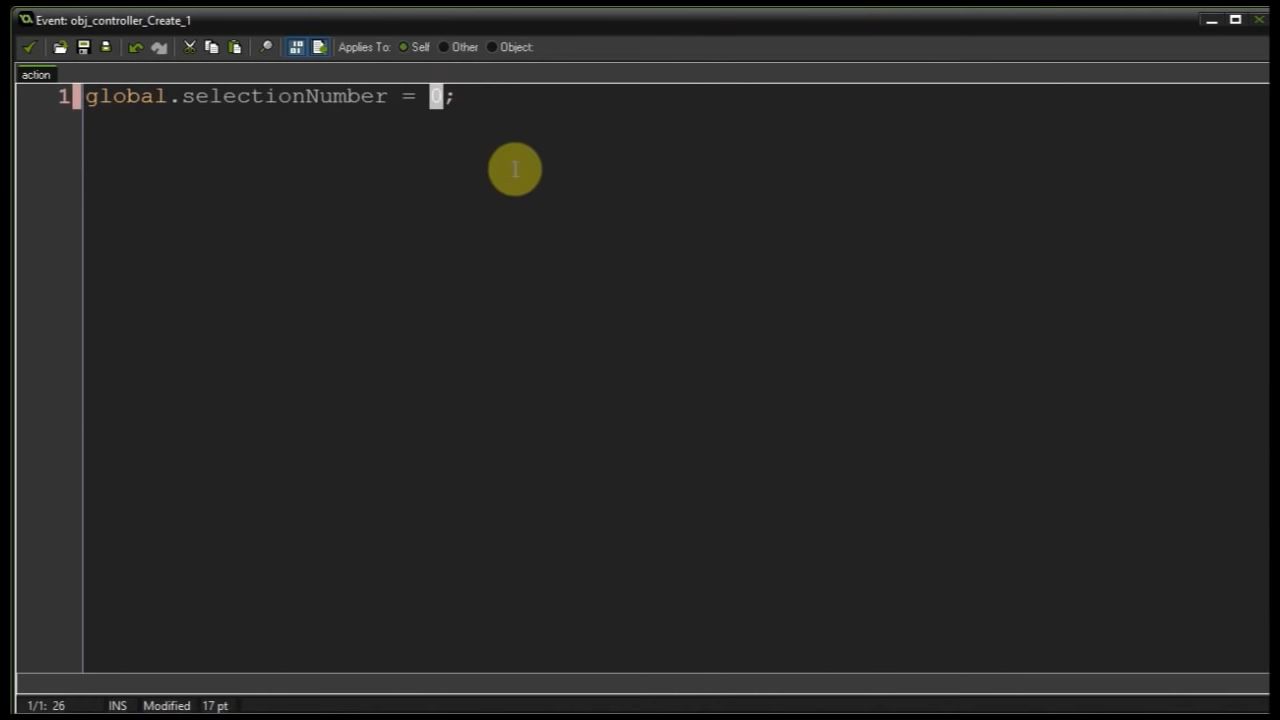 Event: obj_controller_Create_1
Applies To: Self Other Object:
action
1 global.selectionNumber = 0;
1/1: 26 INS Modified 17 pt